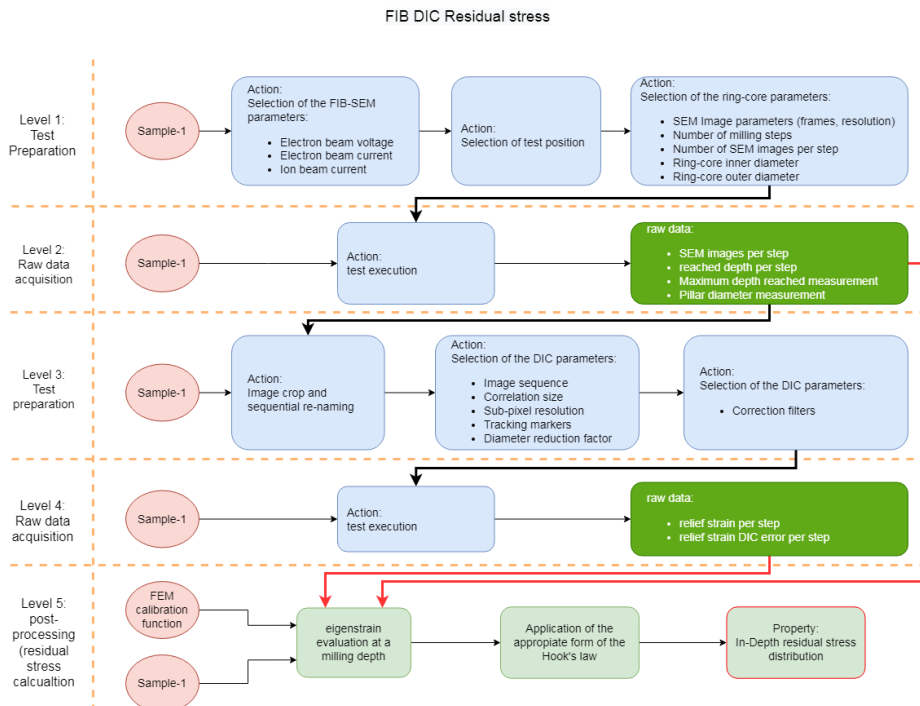 FIB DIC Residual stress
Level 1:
Test
Preparation
Sample-1
Action:
Selection of the FIB-SEM
parameters:
• Electron beam voltage
• Electron beam current
• Ion beam current
Action:
Selection of test position
Action:
Selection of the ring-core parameters:
• SEM Image parameters (frames, resolution)
• Number of milling steps
• Number of SEM images per step
• Ring-core inner diameter
• Ring-core outer diameter
Level 2:
Raw data
acquisition
Sample-1
Action:
test execution
raw data:
• SEM images per step
• reached depth per step
• Maximum depth reached measurement
• Pillar diameter measurement
Level 3:
Test
preparation
Sample-1
Action:
Image crop and
sequential re-naming
Action:
Selection of the DIC parameters:
• Image sequence
• Correlation size
• Sub-pixel resolution
• Tracking markers
• Diameter reduction factor
Action:
Selection of the DIC parameters:
• Correction filters
Level 4:
Raw data
acquisition
Sample-1
Action:
test execution
raw data:
• relief strain per step
• relief strain DIC error per step
Level 5:
post-
processing
(residual
stress
calcualtion
FEM
calibration
function
Sample-1
eigenstrain
evaluation at a
milling depth
Application of the
appropiate form of the
Hook's law
Property:
In-Depth residual stress
distribution